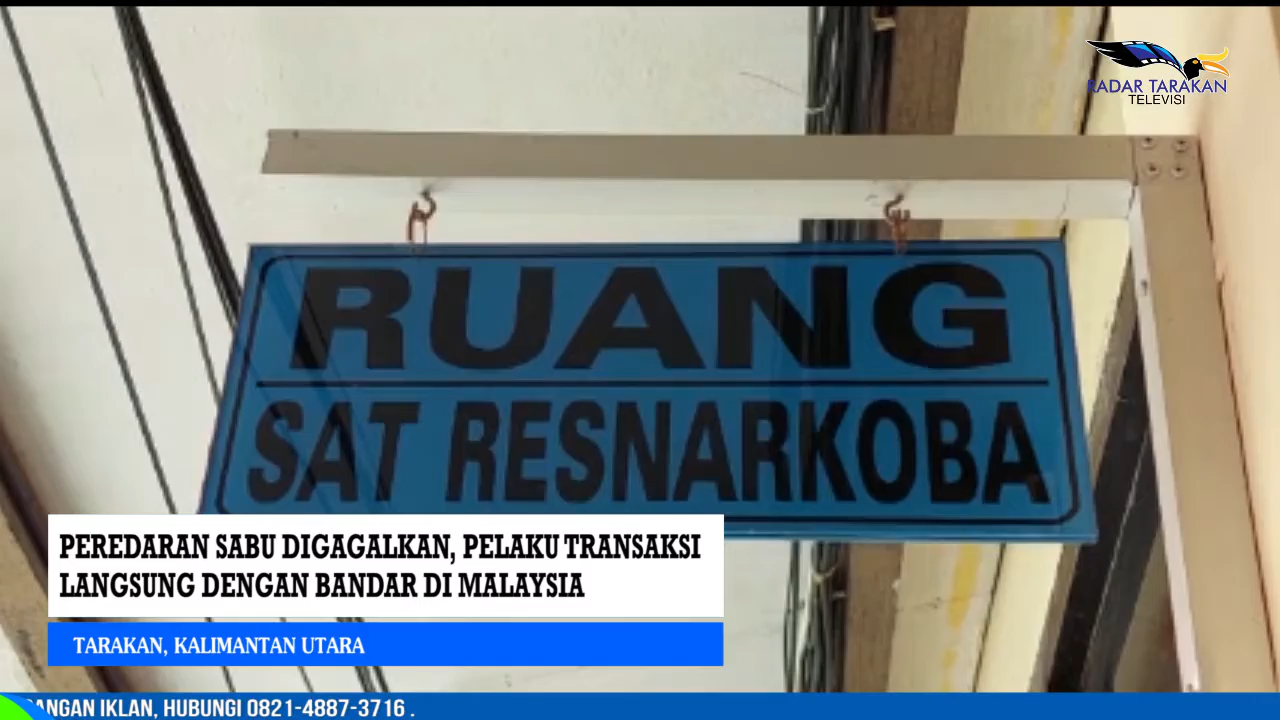 RADAR TARAKAN
TELEVISI
RUANG
SAT RESNARKOBA
PEREDARAN SABU DIGAGALKAN, PELAKU TRANSAKSI
LANGSUNG DENGAN BANDAR DI MALAYSIA
TARAKAN, KALIMANTAN UTARA
IKLAN, HUBUNGI 0821-4887-3716 .